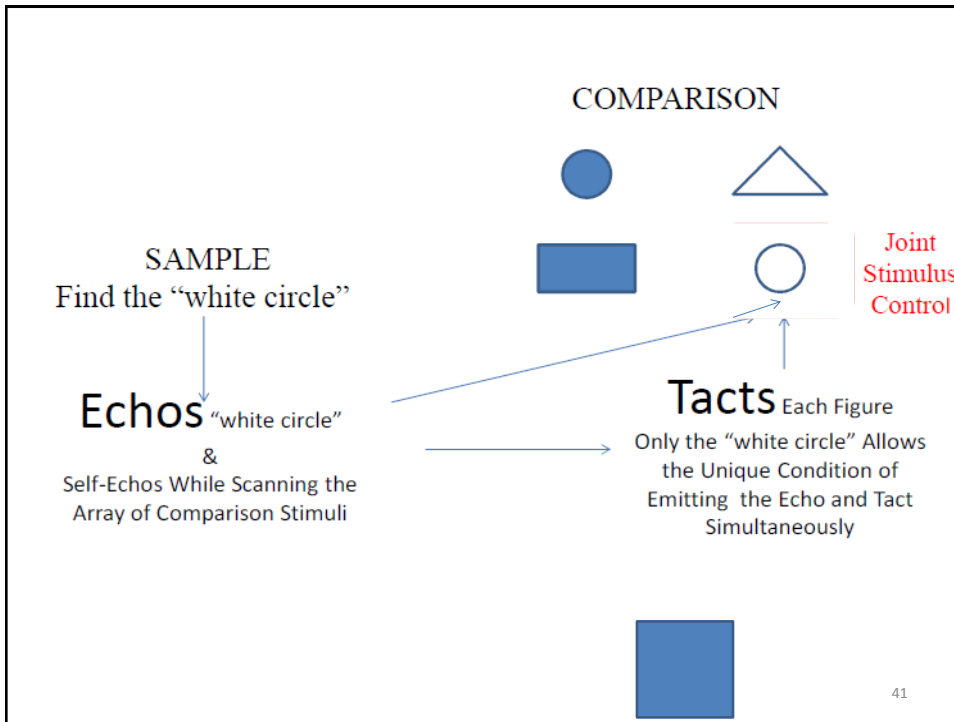 COMPARISON
SAMPLE
Find the “white circle”
Joint
Stimulus
Control
Echos “white circle”
&
Self-Echos While Scanning the
Array of Comparison Stimuli
Tacts Each Figure
Only the “white circle” Allows
the Unique Condition of
Emitting the Echo and Tact
Simultaneously
41